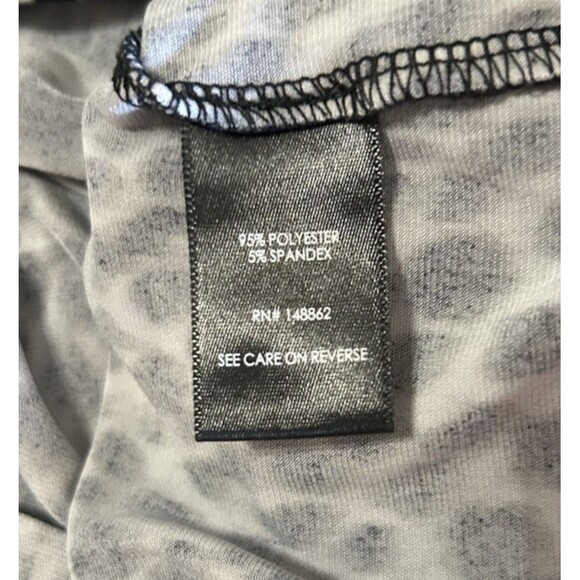 95% POLYESTER
5% SPANDEX
RN# 148862
SEE CARE ON REVERSE